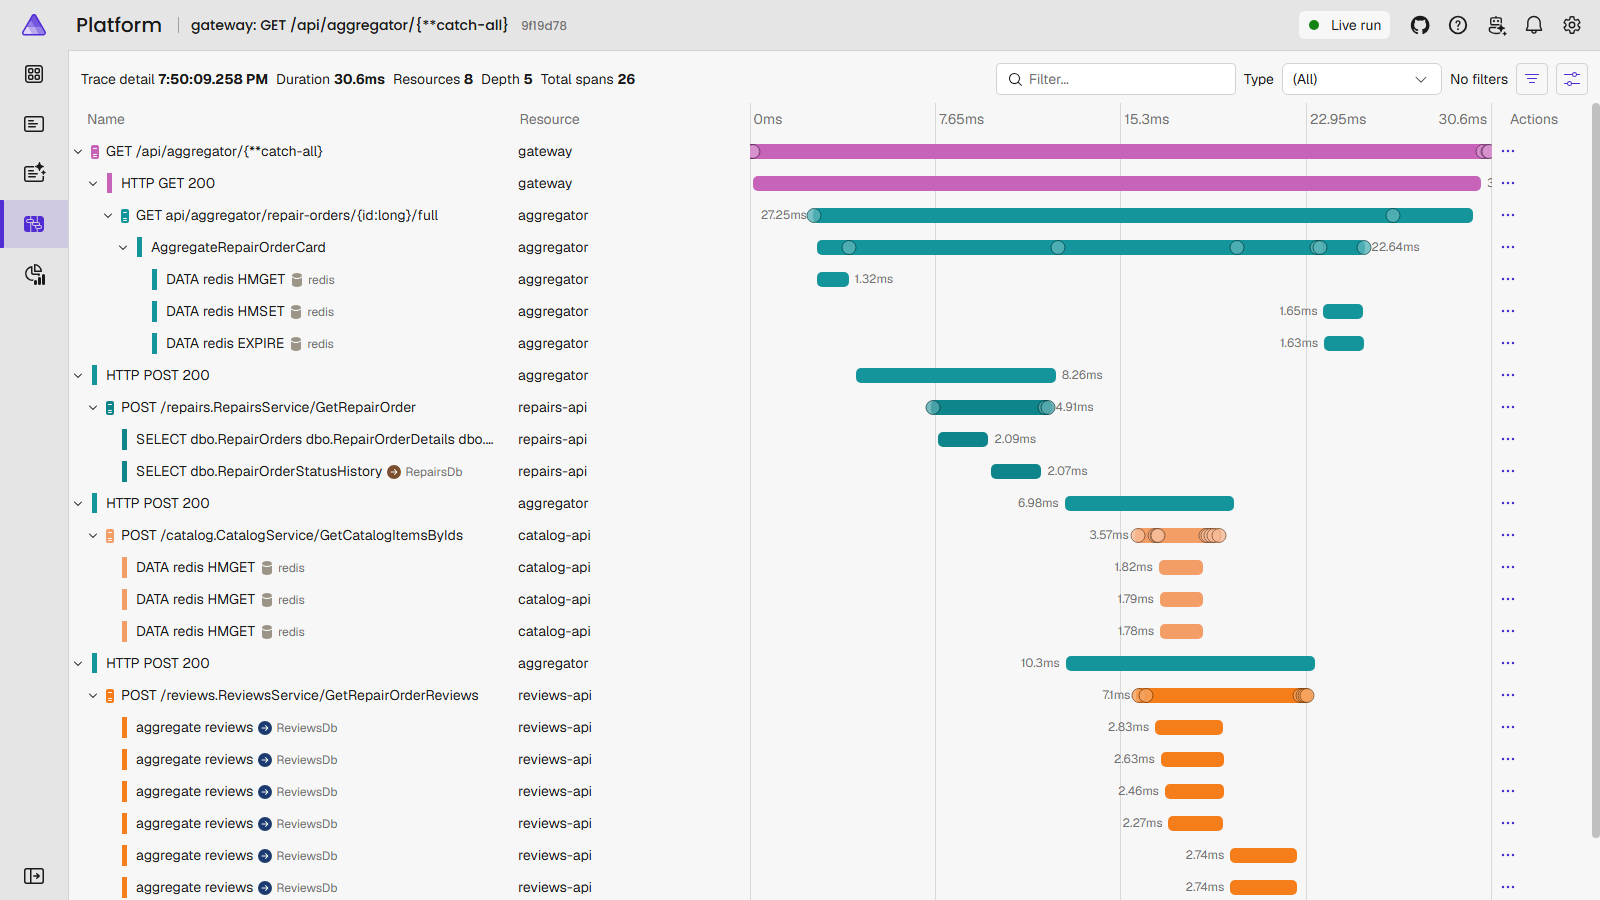 Platform gateway: GET /api/aggregator/{**catch-all} 9f19d78 Live run
Trace detail 7:50:09.258 PM Duration 30.6ms Resources 8 Depth 5 Total spans 26 Filter... Type (All) No filters
Name Resource 0ms 7.65ms 15.3ms 22.95ms 30.6ms Actions
GET /api/aggregator/{**catch-all} gateway
HTTP GET 200 gateway
GET api/aggregator/repair-orders/{id:long}/full aggregator 27.25ms
AggregateRepairOrderCard aggregator 22.64ms
DATA redis HMGET redis aggregator 1.32ms
DATA redis HMSET redis aggregator 1.65ms
DATA redis EXPIRE redis aggregator 1.63ms
HTTP POST 200 aggregator 8.26ms
POST /repairs.RepairsService/GetRepairOrder repairs-api 4.91ms
SELECT dbo.RepairOrders dbo.RepairOrderDetails dbo.... repairs-api 2.09ms
SELECT dbo.RepairOrderStatusHistory RepairsDb repairs-api 2.07ms
HTTP POST 200 aggregator 6.98ms
POST /catalog.CatalogService/GetCatalogItemsByIds catalog-api 3.57ms
DATA redis HMGET redis catalog-api 1.82ms
DATA redis HMGET redis catalog-api 1.79ms
DATA redis HMGET redis catalog-api 1.78ms
HTTP POST 200 aggregator 10.3ms
POST /reviews.ReviewsService/GetRepairOrderReviews reviews-api 7.1ms
aggregate reviews ReviewsDb reviews-api 2.83ms
aggregate reviews ReviewsDb reviews-api 2.63ms
aggregate reviews ReviewsDb reviews-api 2.46ms
aggregate reviews ReviewsDb reviews-api 2.27ms
aggregate reviews ReviewsDb reviews-api 2.74ms
aggregate reviews ReviewsDb reviews-api 2.74ms